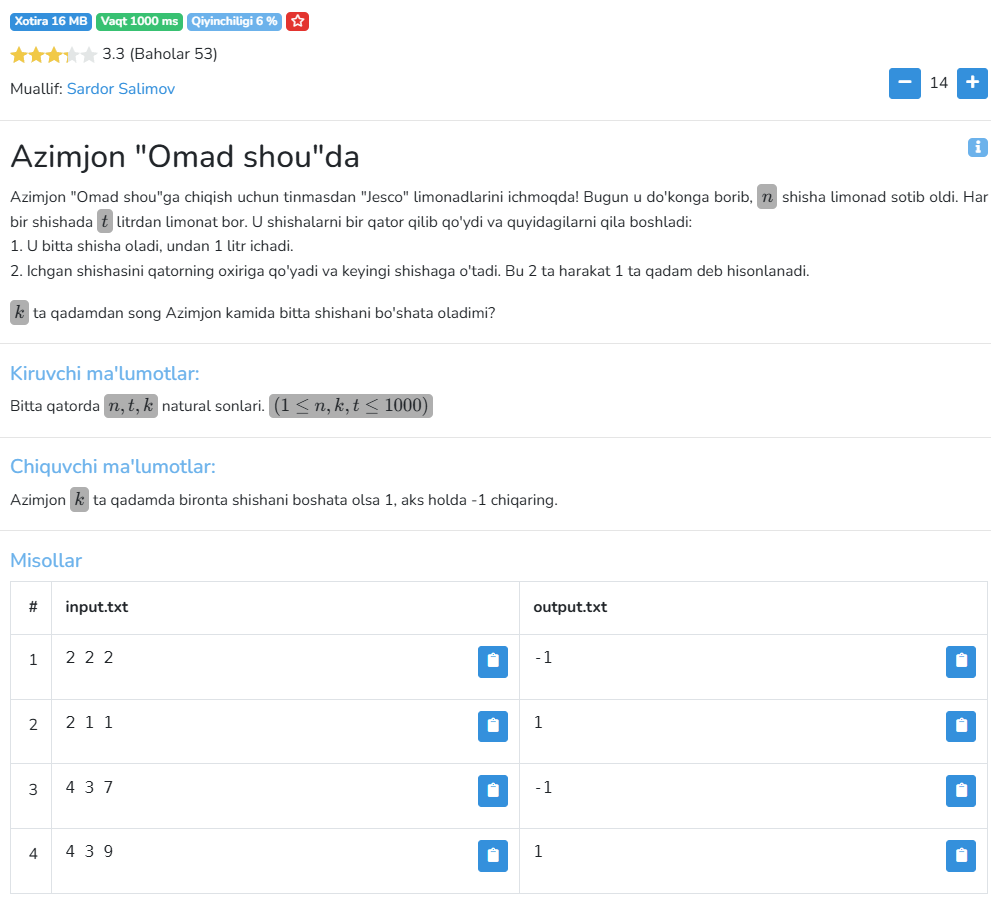 Xotira 16 MB Vaqt 1000 ms Qiyinchiligi 6 %
3.3 (Baholar 53)
Muallif: Sardor Salimov
− 14 +
Azimjon "Omad shou"da
Azimjon "Omad shou"ga chiqish uchun tinmasdan "Jesco" limonadlarini ichmoqda! Bugun u do'konga borib, n shisha limonad sotib oldi. Har
bir shishada t litrdan limonat bor. U shishalarni bir qator qilib qo'ydi va quyidagilarni qila boshladi:
1. U bitta shisha oladi, undan 1 litr ichadi.
2. Ichgan shishasini qatorning oxiriga qo'yadi va keyingi shishaga o'tadi. Bu 2 ta harakat 1 ta qadam deb hisonlanadi.
k ta qadamdan song Azimjon kamida bitta shishani bo'shata oladimi?
Kiruvchi ma'lumotlar:
Bitta qatorda n, t, k natural sonlari. (1 ≤ n, k, t ≤ 1000)
Chiquvchi ma'lumotlar:
Azimjon k ta qadamda bironta shishani boshata olsa 1, aks holda -1 chiqaring.
Misollar
# input.txt output.txt
1 2 2 2 -1
2 2 1 1 1
3 4 3 7 -1
4 4 3 9 1